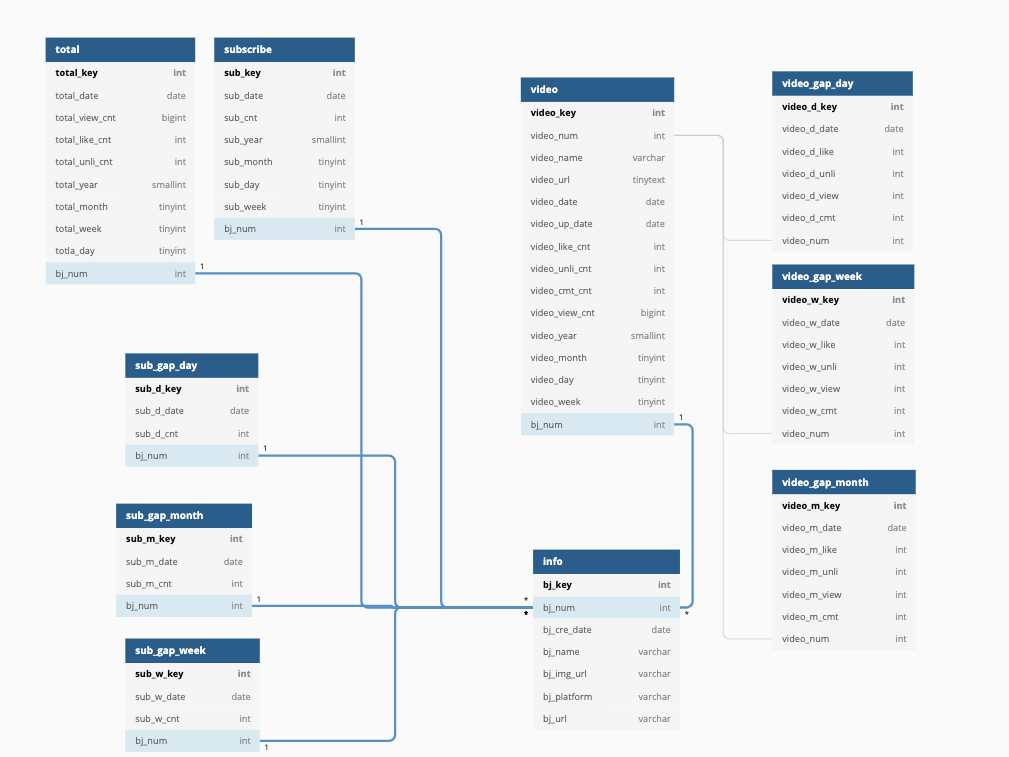 total
total_key int
total_date date
total_view_cnt bigint
total_like_cnt int
total_unli_cnt int
total_year smallint
total_month tinyint
total_week tinyint
totla_day tinyint
bj_num int
1
subscribe
sub_key int
sub_date date
sub_cnt int
sub_year smallint
sub_month tinyint
sub_day tinyint
sub_week tinyint
bj_num int
1
video
video_key int
video_num int
video_name varchar
video_url tinytext
video_date date
video_up_date date
video_like_cnt int
video_unli_cnt int
video_cmt_cnt int
video_view_cnt bigint
video_year smallint
video_month tinyint
video_day tinyint
video_week tinyint
bj_num int
1
video_gap_day
video_d_key int
video_d_date date
video_d_like int
video_d_unli int
video_d_view int
video_d_cmt int
video_num int
video_gap_week
video_w_key int
video_w_date date
video_w_like int
video_w_unli int
video_w_view int
video_w_cmt int
video_num int
video_gap_month
video_m_key int
video_m_date date
video_m_like int
video_m_unli int
video_m_view int
video_m_cmt int
video_num int
sub_gap_day
sub_d_key int
sub_d_date date
sub_d_cnt int
bj_num int
1
sub_gap_month
sub_m_key int
sub_m_date date
sub_m_cnt int
bj_num int
1
sub_gap_week
sub_w_key int
sub_w_date date
sub_w_cnt int
bj_num int
1
info
bj_key int
* bj_num int
* *
bj_cre_date date
bj_name varchar
bj_img_url varchar
bj_platform varchar
bj_url varchar